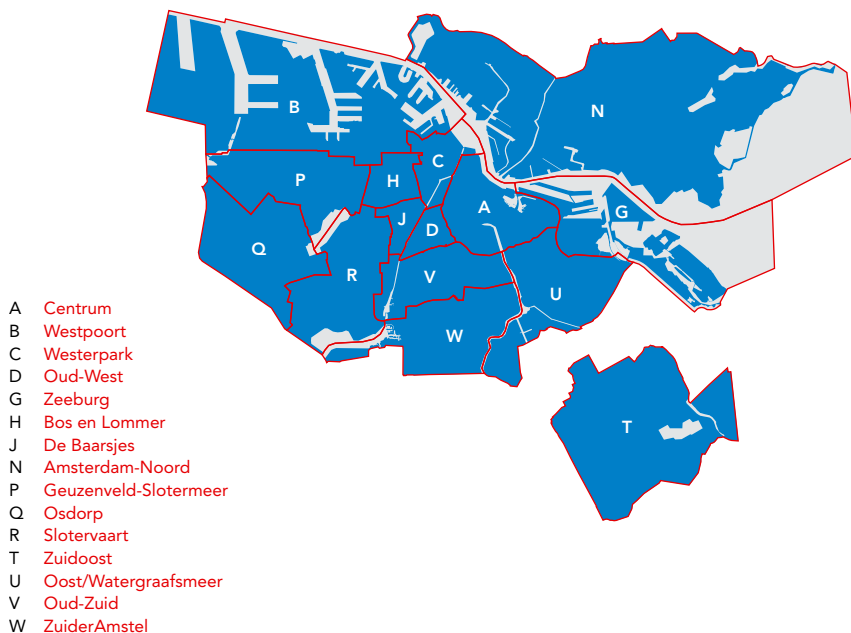 B
N
C
P
H
A
J
G
D
Q
R
V
U
W
T
A Centrum
B Westpoort
C Westerpark
D Oud-West
G Zeeburg
H Bos en Lommer
J De Baarsjes
N Amsterdam-Noord
P Geuzenveld-Slotermeer
Q Osdorp
R Slotervaart
T Zuidoost
U Oost/Watergraafsmeer
V Oud-Zuid
W ZuiderAmstel